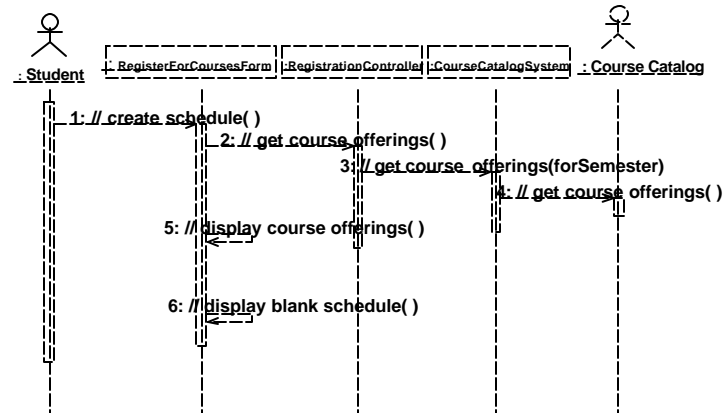 : Student
: RegisterForCoursesForm
:RegistrationController
:CourseCatalogSystem
: Course Catalog
1: // create schedule( )
2: // get course offerings( )
3: // get course offerings(forSemester)
4: // get course offerings( )
5: // display course offerings( )
6: // display blank schedule( )